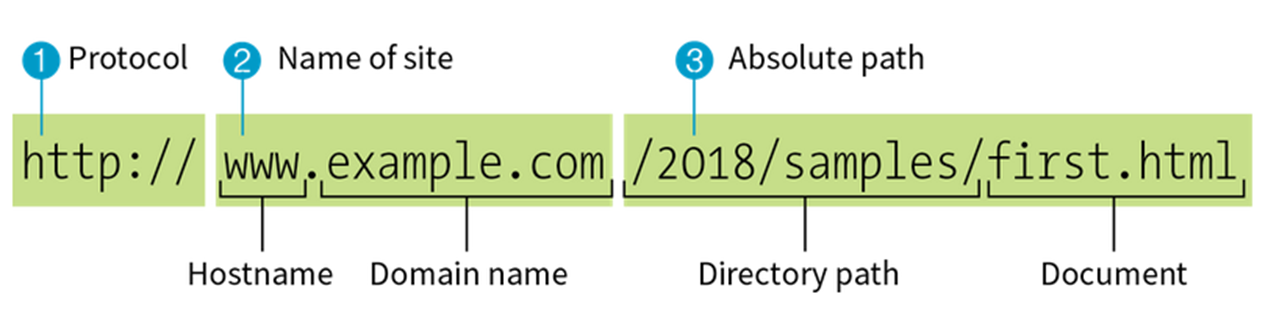 1 Protocol 2 Name of site 3 Absolute path
http:// www.example.com /2018/samples/first.html
Hostname Domain name Directory path Document